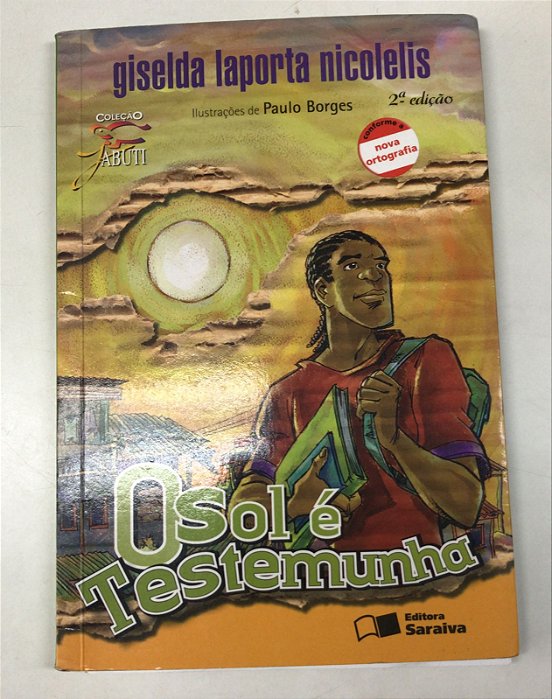 giselda laporta nicolelis
Ilustrações de Paulo Borges
2ª edição
COLEÇÃO
JABUTI
conforme a
nova
ortografia
O Sol é
Testemunha
Editora
Saraiva